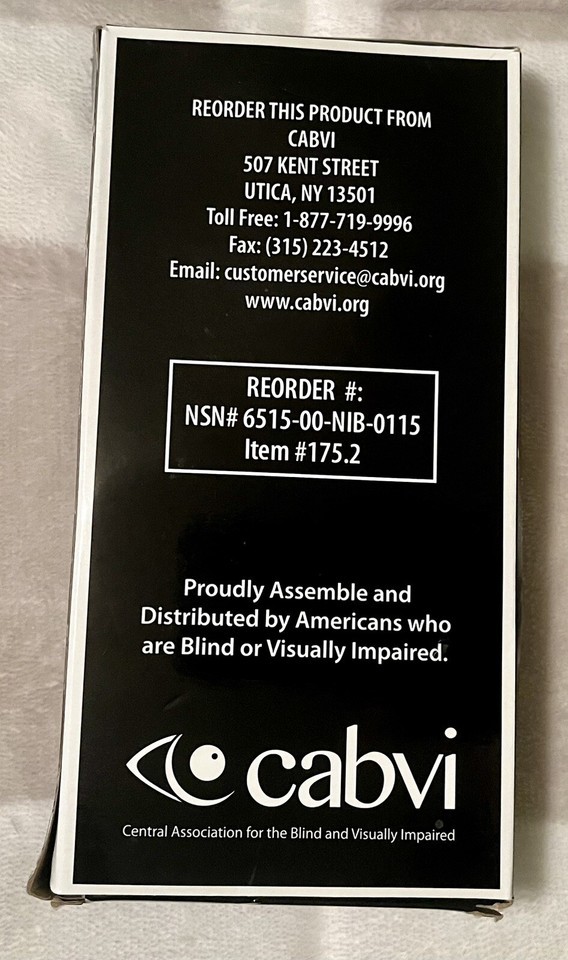 REORDER THIS PRODUCT FROM
CABVI
507 KENT STREET
UTICA, NY 13501
Toll Free: 1-877-719-9996
Fax: (315) 223-4512
Email: customerservice@cabvi.org
www.cabvi.org
REORDER #:
NSN# 6515-00-NIB-0115
Item #175.2
Proudly Assemble and
Distributed by Americans who
are Blind or Visually Impaired.
cabvi
Central Association for the Blind and Visually Impaired